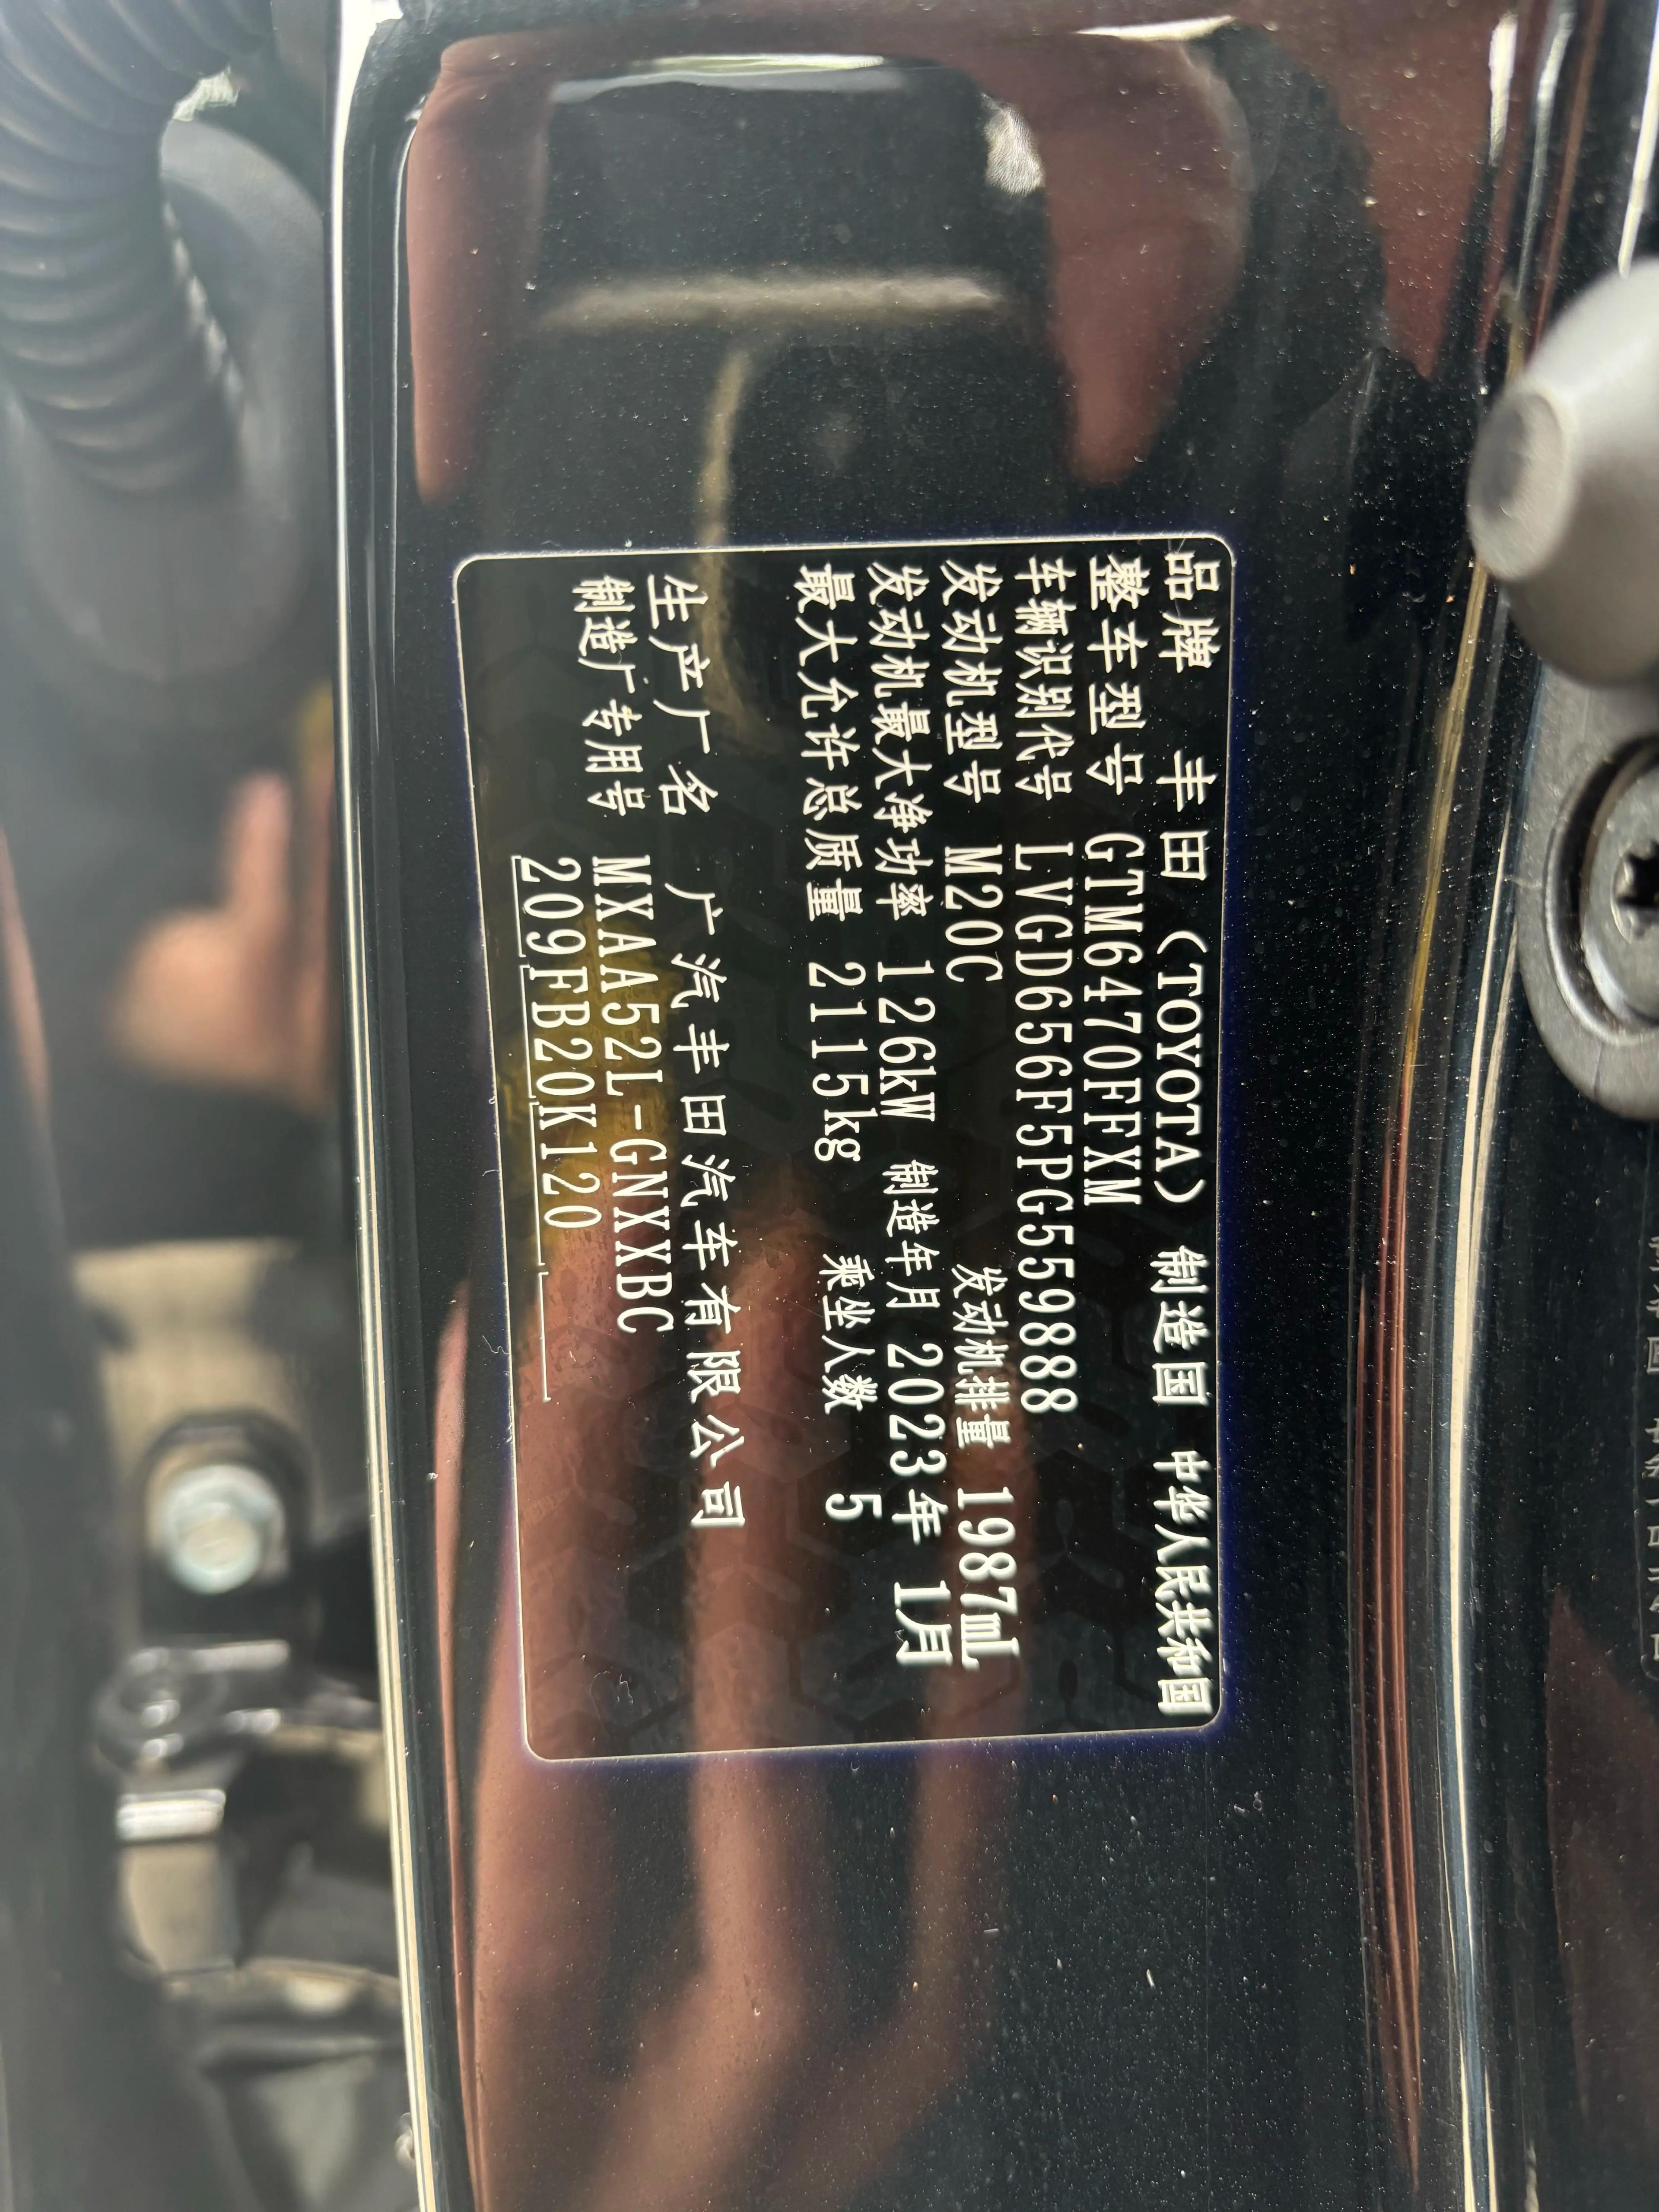 品牌 丰田（TOYOTA） 制造国 中华人民共和国
整车型号 GTM6470FFXM
车辆识别代号 LVGD656F5PG559888
发动机型号 M20C 发动机排量 1987mL
发动机最大净功率 126kW 制造年月 2023年 1月
最大允许总质量 2115kg 乘坐人数 5
生产厂名 广汽丰田汽车有限公司
制造厂专用号 MXAA52L-GNXXBC
209FB20K120